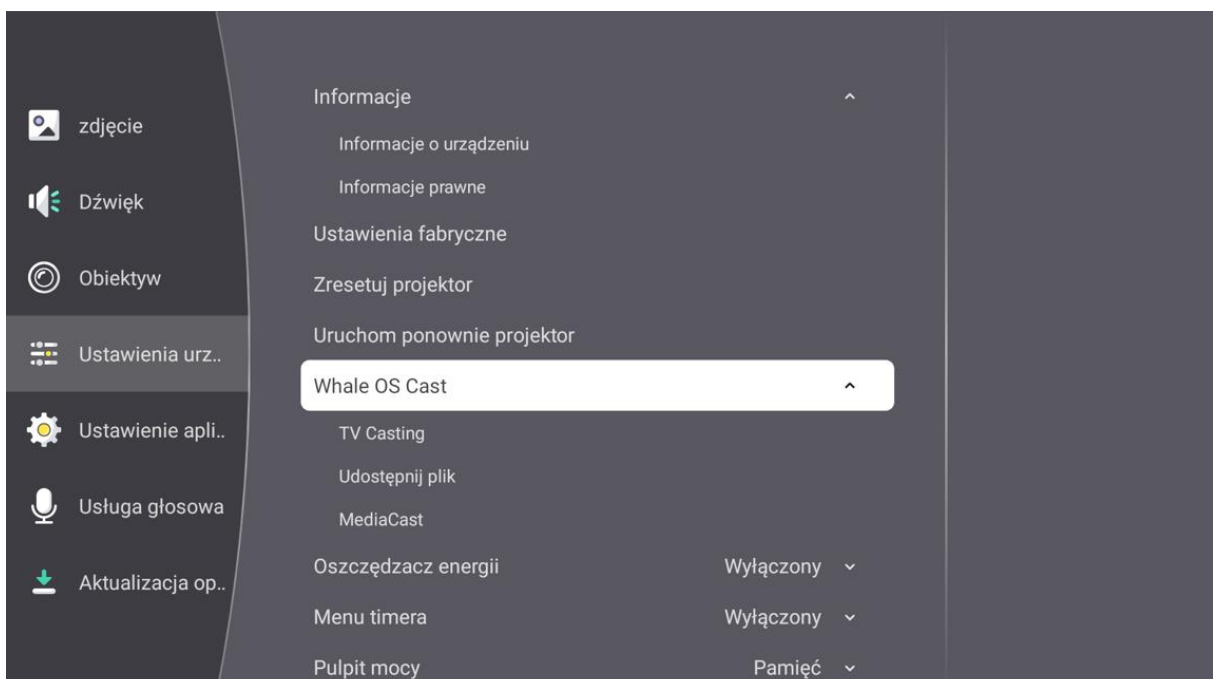 zdjęcie
Dźwięk
Obiektyw
Ustawienia urz..
Ustawienie apli..
Usługa głosowa
Aktualizacja op..
Informacje
Informacje o urządzeniu
Informacje prawne
Ustawienia fabryczne
Zresetuj projektor
Uruchom ponownie projektor
Whale OS Cast
TV Casting
Udostępnij plik
MediaCast
Oszczędzacz energii Wyłączony
Menu timera Wyłączony
Pulpit mocy Pamięć